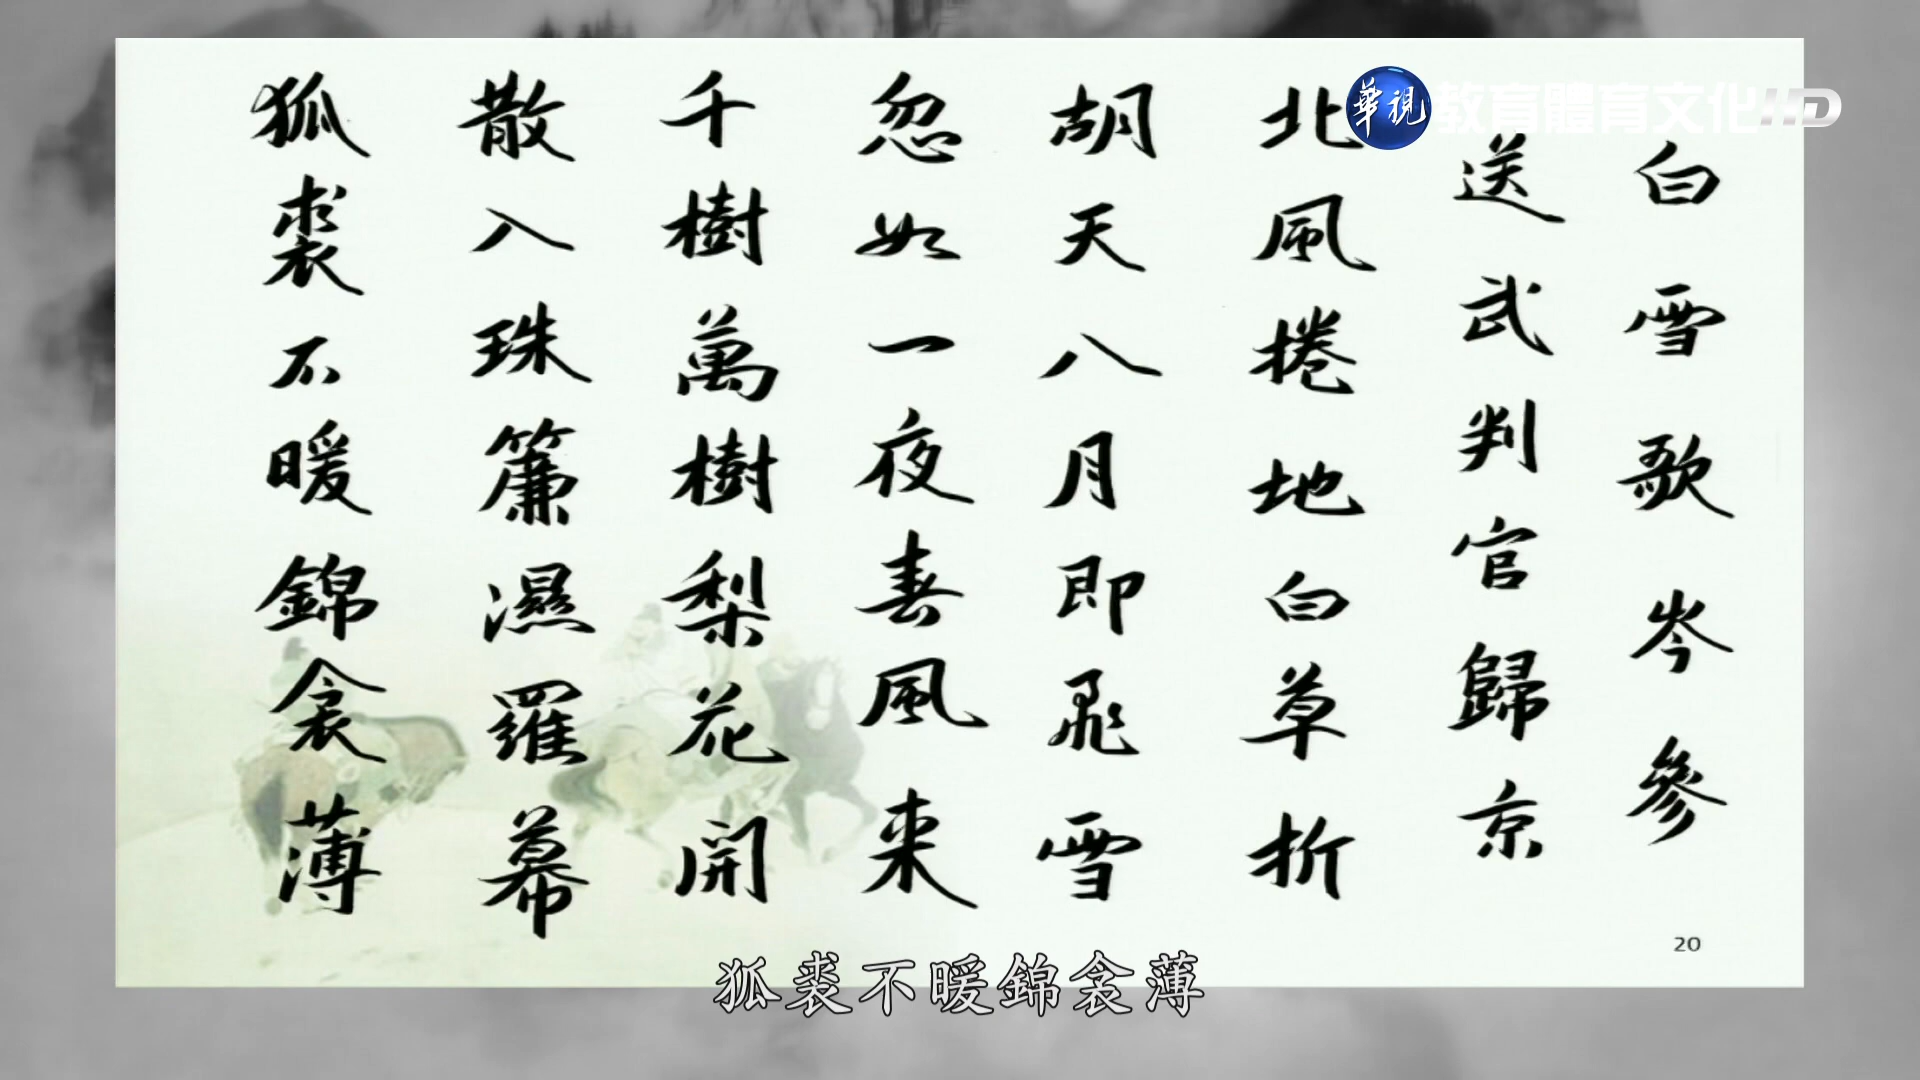 白雪歌岑參
送武判官歸京
北風捲地白草折
胡天八月即飛雪
忽如一夜春風來
千樹萬樹梨花開
散入珠簾濕羅幕
狐裘不暖錦衾薄
華視教育體育文化HD
20
狐裘不暖錦衾薄